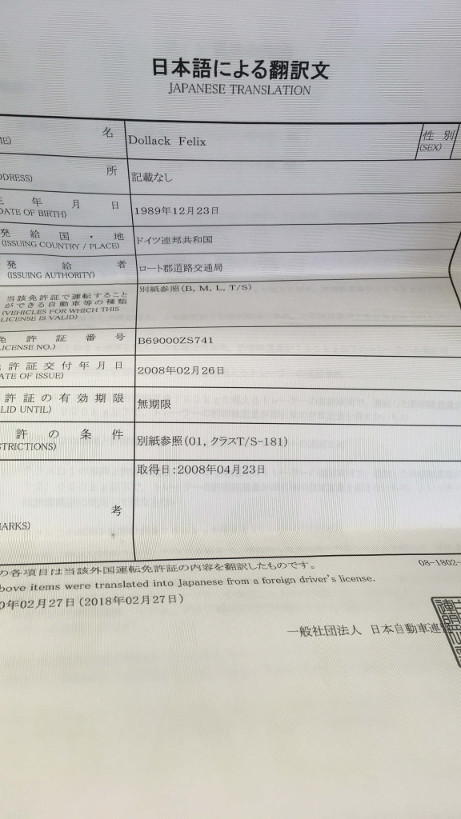 日本語による翻訳文
JAPANESE TRANSLATION
名 Dollack Felix 性別
(SEX)
所 記載なし
年月日 1989年12月23日
DATE OF BIRTH)
発給国・地 ドイツ連邦共和国
(ISSUING COUNTRY / PLACE)
発給者 ロート郡道路交通局
(ISSUING AUTHORITY)
当該免許証で運転すること 別紙参照(B, M, L, T/S)
ができる自動車等の種類
(VEHICLES FOR WHICH THIS
LICENSE IS VALID)
許証番号 B69000ZS741
LICENSE NO.)
許証交付年月日 2008年02月26日
ATE OF ISSUE)
許証の有効期限 無期限
LID UNTIL)
許の条件 別紙参照(01, クラスT/S-181)
STRICTIONS)
取得日:2008年04月23日
考
ARKS)
の各項目は当該外国運転免許証の内容を翻訳したものです。 08-1802-
bove items were translated into Japanese from a foreign driver's license.
0年02月27日(2018年02月27日)
一般社団法人 日本自動車連